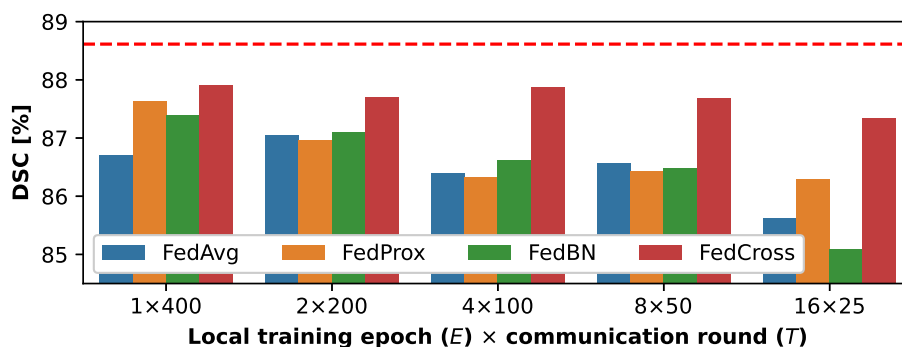 89
88
87
86
85
DSC [%]
FedAvg FedProx FedBN FedCross
1×400 2×200 4×100 8×50 16×25
Local training epoch (E) × communication round (T)